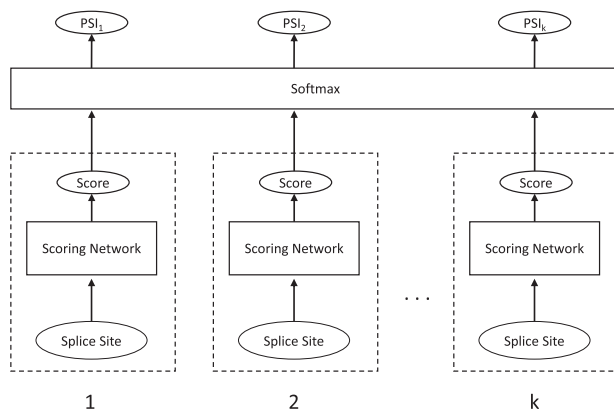 PSI₁ PSI₂ PSIₖ
Softmax
Score Score Score
Scoring Network Scoring Network Scoring Network
. . .
Splice Site Splice Site Splice Site
1 2 k